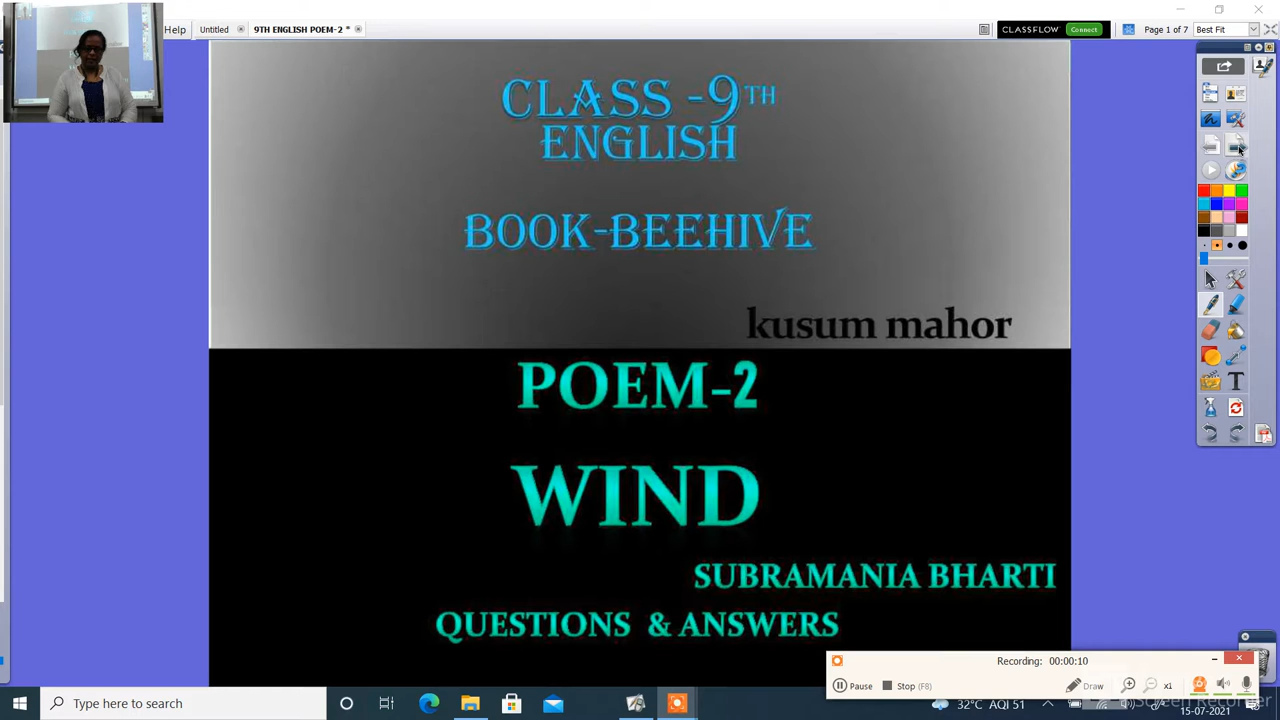 Help
Untitled
9TH ENGLISH POEM-2 *
CLASSFLOW
Connect
Page 1 of 7
Best Fit
CLASS -9TH
ENGLISH
BOOK-BEEHIVE
kusum mahor
POEM-2
WIND
SUBRAMANIA BHARTI
QUESTIONS & ANSWERS
Recording: 00:00:10
Pause
Stop (F8)
Draw
x1
Type here to search
32°C AQI 51
15-07-2021